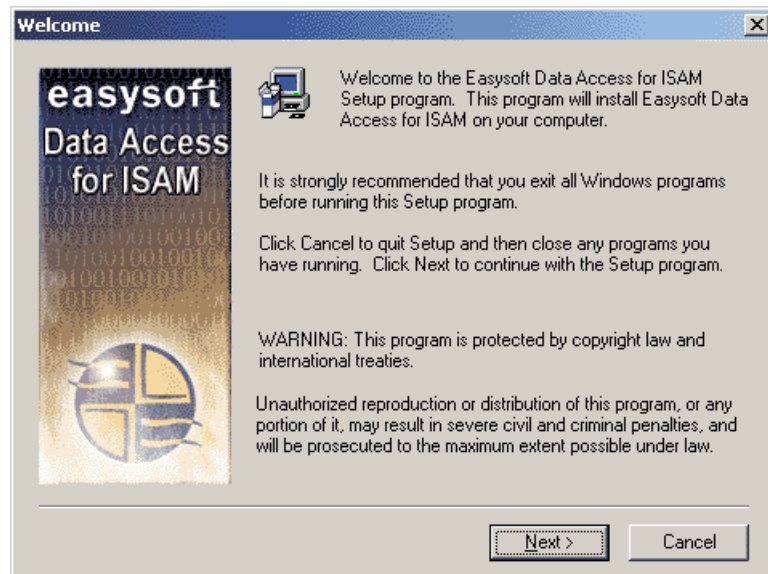 Welcome
easysoft
Data Access
for ISAM
Welcome to the Easysoft Data Access for ISAM
Setup program.  This program will install Easysoft Data
Access for ISAM on your computer.
It is strongly recommended that you exit all Windows programs
before running this Setup program.
Click Cancel to quit Setup and then close any programs you
have running.  Click Next to continue with the Setup program.
WARNING: This program is protected by copyright law and
international treaties.
Unauthorized reproduction or distribution of this program, or any
portion of it, may result in severe civil and criminal penalties, and
will be prosecuted to the maximum extent possible under law.
Next >
Cancel